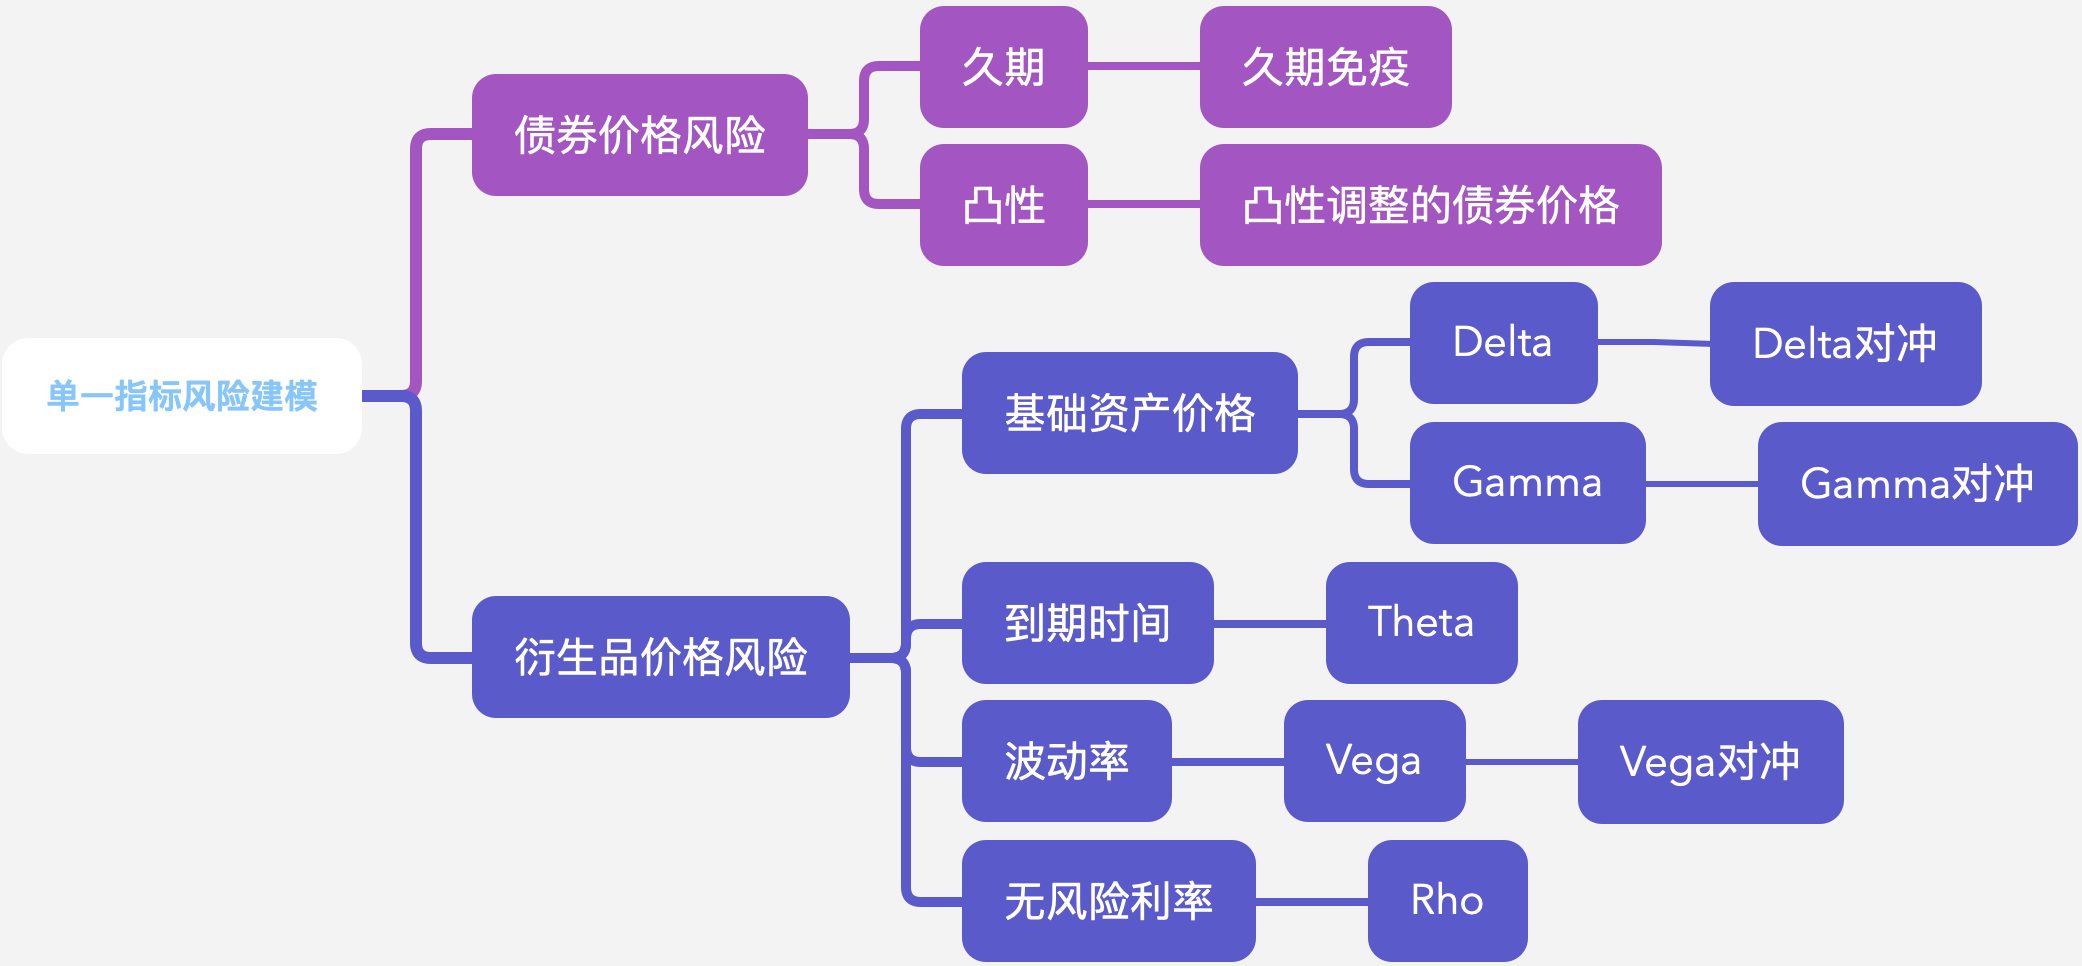 单一指标风险建模
债券价格风险
久期
久期免疫
凸性
凸性调整的债券价格
衍生品价格风险
基础资产价格
Delta
Delta对冲
Gamma
Gamma对冲
到期时间
Theta
波动率
Vega
Vega对冲
无风险利率
Rho